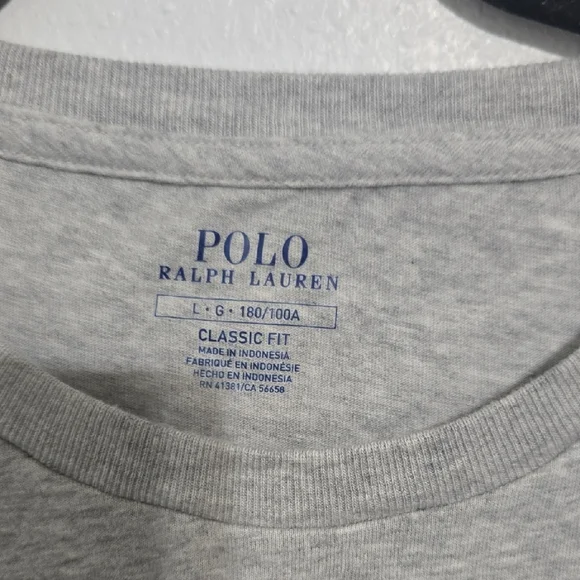 POLO
RALPH LAUREN
L • G • 180/100A
CLASSIC FIT
MADE IN INDONESIA
FABRIQUÉ EN INDONÉSIE
HECHO EN INDONESIA
RN 41381/CA 56658